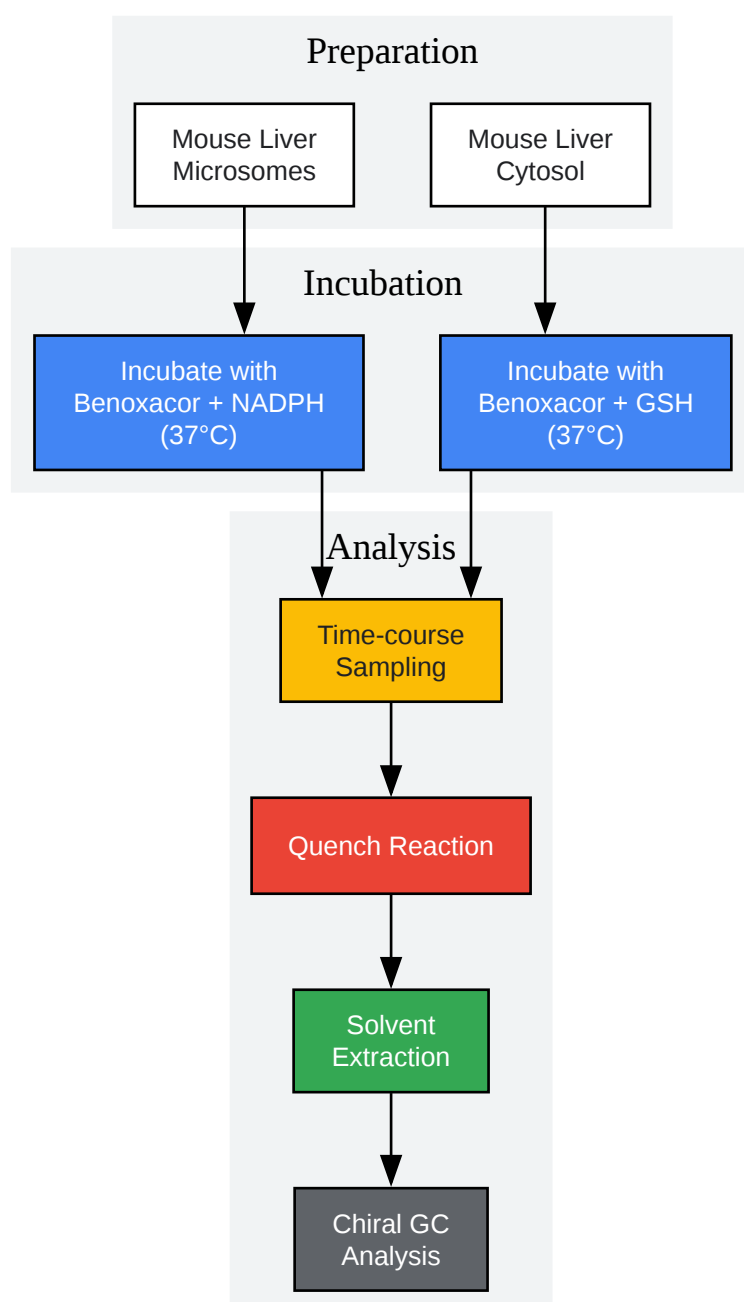 Preparation
Mouse Liver
Microsomes
Mouse Liver
Cytosol
Incubation
Incubate with
Benoxacor + NADPH
(37°C)
Incubate with
Benoxacor + GSH
(37°C)
Analysis
Time-course
Sampling
Quench Reaction
Solvent
Extraction
Chiral GC
Analysis